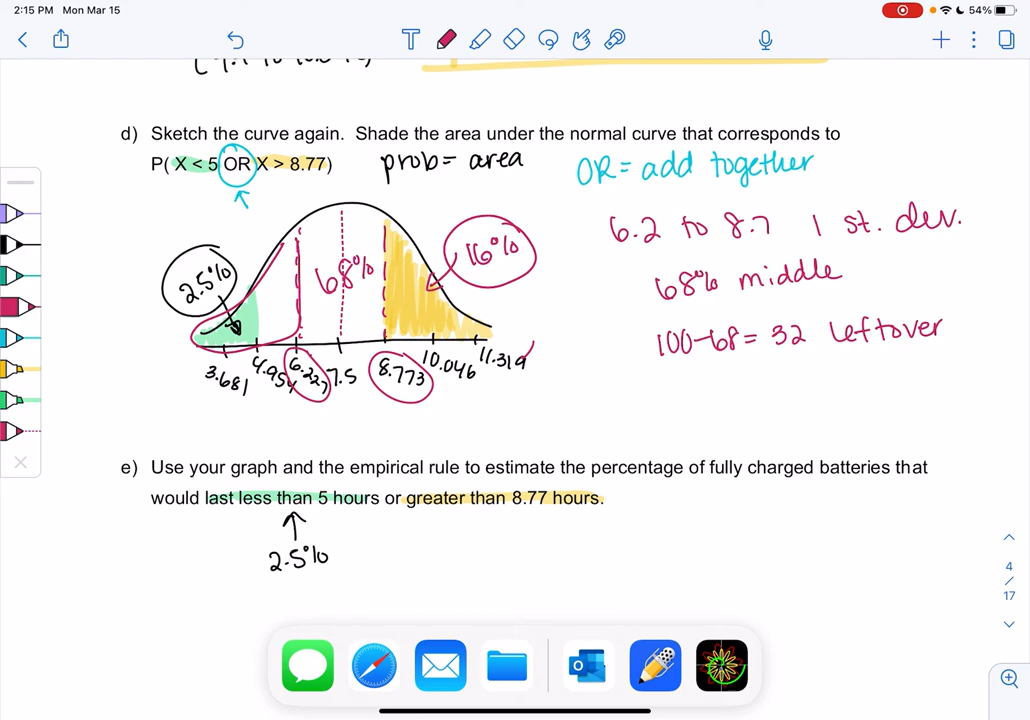 2:15 PM Mon Mar 15
54%
T
d) Sketch the curve again. Shade the area under the normal curve that corresponds to
P( X < 5 OR X > 8.77)
prob = area
OR = add together
6.2 to 8.7 1 st. dev.
68% middle
100-68 = 32 leftover
2.5%
68%
16%
3.681 4.954 6.227 7.5 8.773 10.046 11.319
e) Use your graph and the empirical rule to estimate the percentage of fully charged batteries that
would last less than 5 hours or greater than 8.77 hours.
2.5%
4
/
17